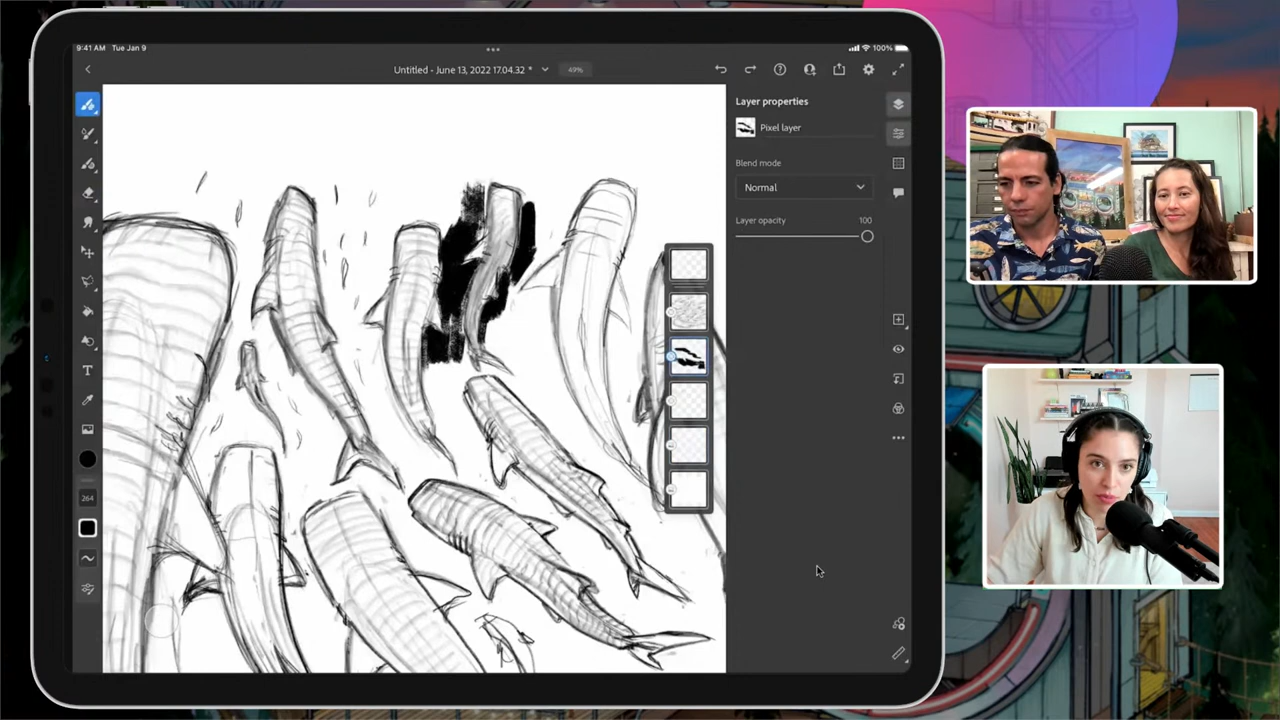 9:41 AM Tue Jan 9
100%
Untitled - June 13, 2022 17.04.32 *
49%
Layer properties
Pixel layer
Blend mode
Normal
Layer opacity 100
T
264